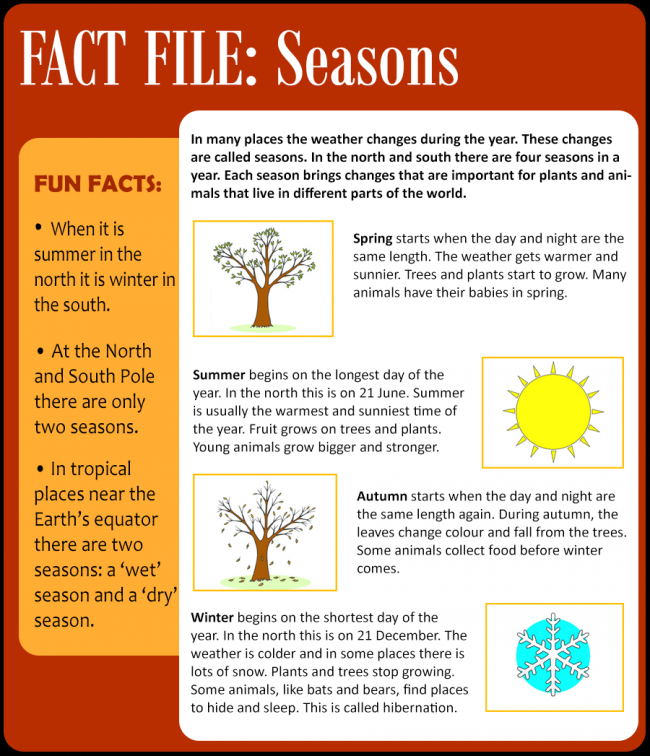 FACT FILE: Seasons
FUN FACTS:
• When it is
summer in the
north it is winter in
the south.
• At the North
and South Pole
there are only
two seasons.
• In tropical
places near the
Earth’s equator
there are two
seasons: a ‘wet’
season and a ‘dry’
season.
In many places the weather changes during the year. These changes
are called seasons. In the north and south there are four seasons in a
year. Each season brings changes that are important for plants and ani-
mals that live in different parts of the world.
Spring starts when the day and night are the
same length. The weather gets warmer and
sunnier. Trees and plants start to grow. Many
animals have their babies in spring.
Summer begins on the longest day of the
year. In the north this is on 21 June. Summer
is usually the warmest and sunniest time of
the year. Fruit grows on trees and plants.
Young animals grow bigger and stronger.
Autumn starts when the day and night are
the same length again. During autumn, the
leaves change colour and fall from the trees.
Some animals collect food before winter
comes.
Winter begins on the shortest day of the
year. In the north this is on 21 December. The
weather is colder and in some places there is
lots of snow. Plants and trees stop growing.
Some animals, like bats and bears, find places
to hide and sleep. This is called hibernation.